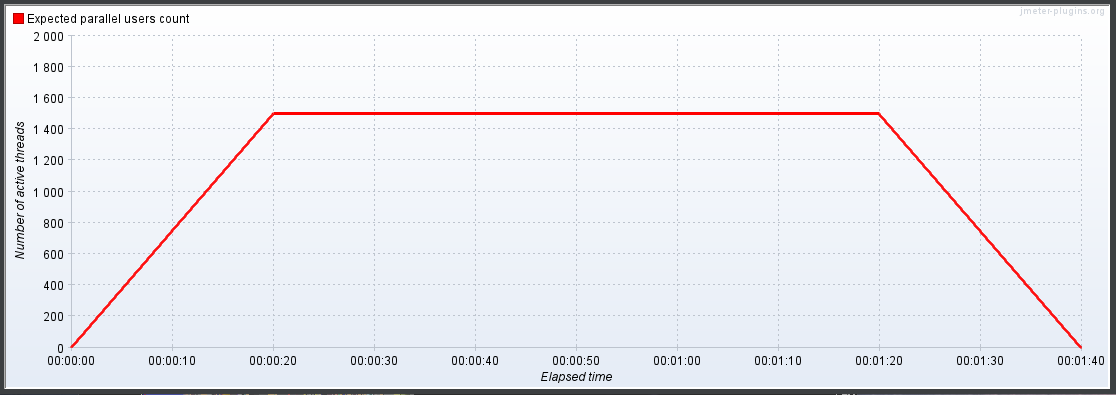 Expected parallel users count
jmeter-plugins.org
2 000
1 800
1 600
1 400
1 200
1 000
800
600
400
200
0
Number of active threads
00:00:00 00:00:10 00:00:20 00:00:30 00:00:40 00:00:50 00:01:00 00:01:10 00:01:20 00:01:30 00:01:40
Elapsed time